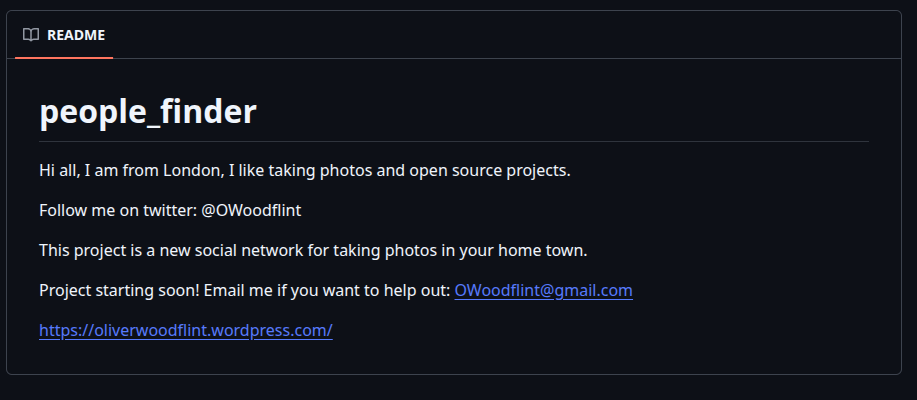 README
people_finder
Hi all, I am from London, I like taking photos and open source projects.
Follow me on twitter: @OWoodflint
This project is a new social network for taking photos in your home town.
Project starting soon! Email me if you want to help out: OWoodflint@gmail.com
https://oliverwoodflint.wordpress.com/